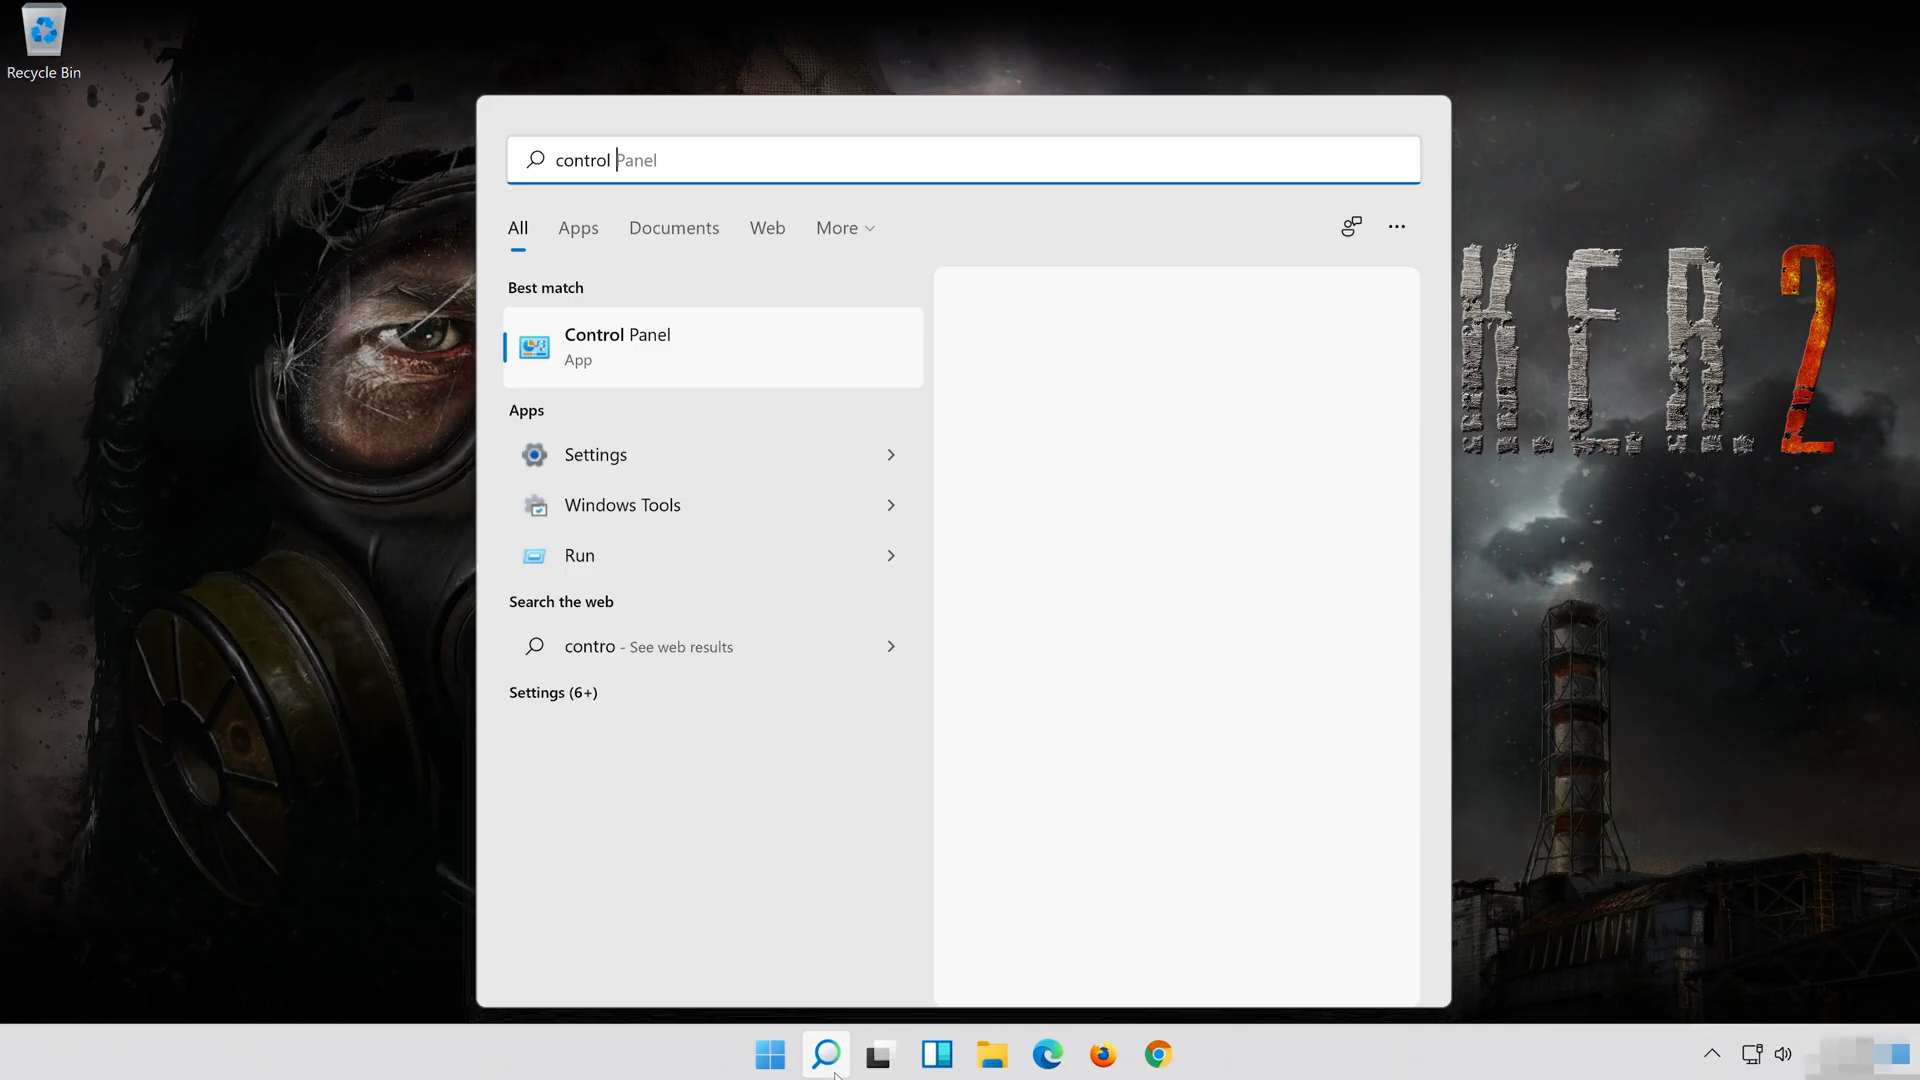 Recycle Bin
control Panel
All Apps Documents Web More
Best match
Control Panel
App
Apps
Settings
Windows Tools
Run
Search the web
contro - See web results
Settings (6+)
K.E.R. 2